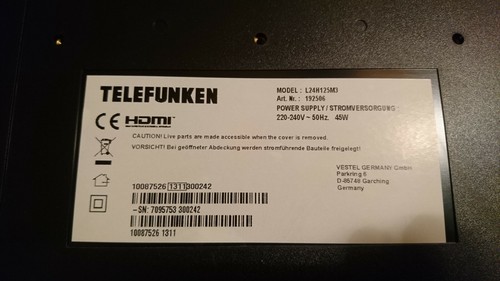 TELEFUNKEN
MODEL : L24H125M3
Art. Nr.: 192506
POWER SUPPLY / STROMVERSORGUNG
220-240V ~ 50Hz. 45W
CE HDMI
CAUTION! Live parts are made accessible when the cover is removed.
VORSICHT! Bei geöffneter Abdeckung werden stromführende Bauteile freigelegt!
VESTEL GERMANY GmbH
Parkring 6
D-85748 Garching
Germany
10087526 1311 300242
-SN: 7095753 300242
10087526 1311